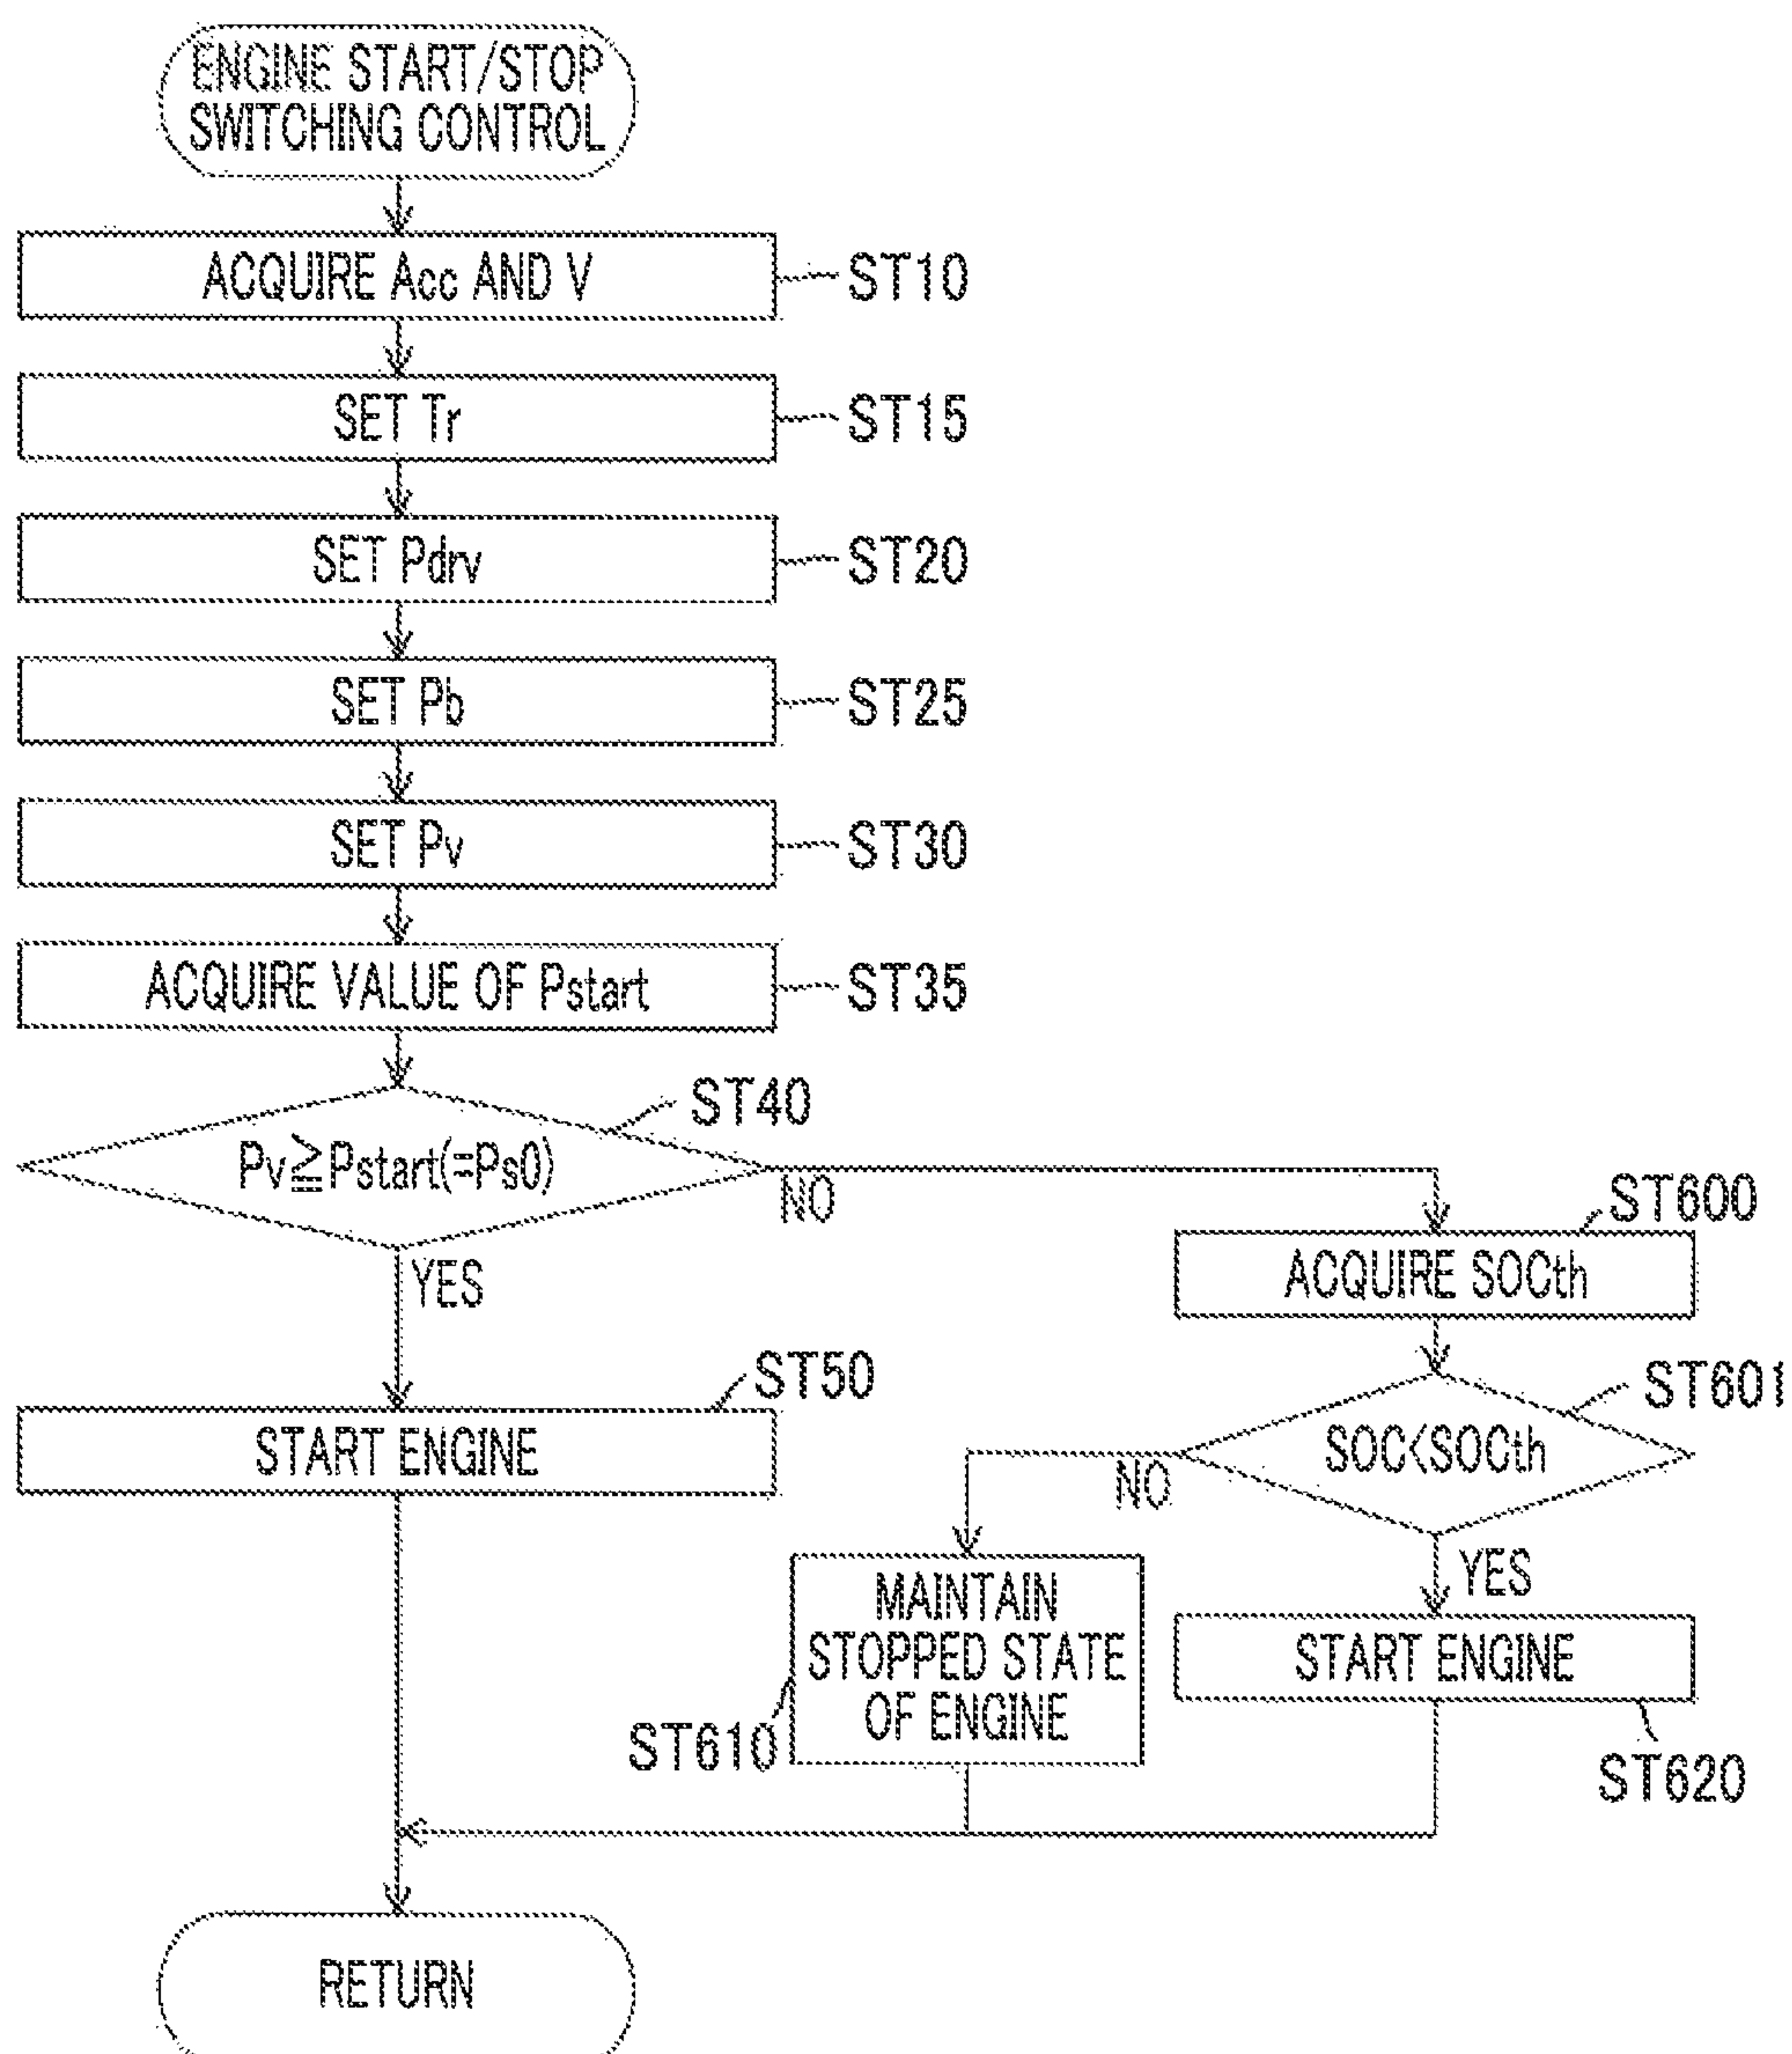 ENGINE START/STOP
SWITCHING CONTROL
ACQUIRE Acc AND V
ST10
SET Tr
ST15
SET Pdrv
ST20
SET Pb
ST25
SET Pv
ST30
ACQUIRE VALUE OF Pstart
ST35
ST40
Pv≧Pstart(=Ps0)
NO
YES
ST600
ACQUIRE SOCth
ST601
SOC<SOCth
NO
YES
ST50
START ENGINE
MAINTAIN
STOPPED STATE
OF ENGINE
ST610
START ENGINE
ST620
RETURN